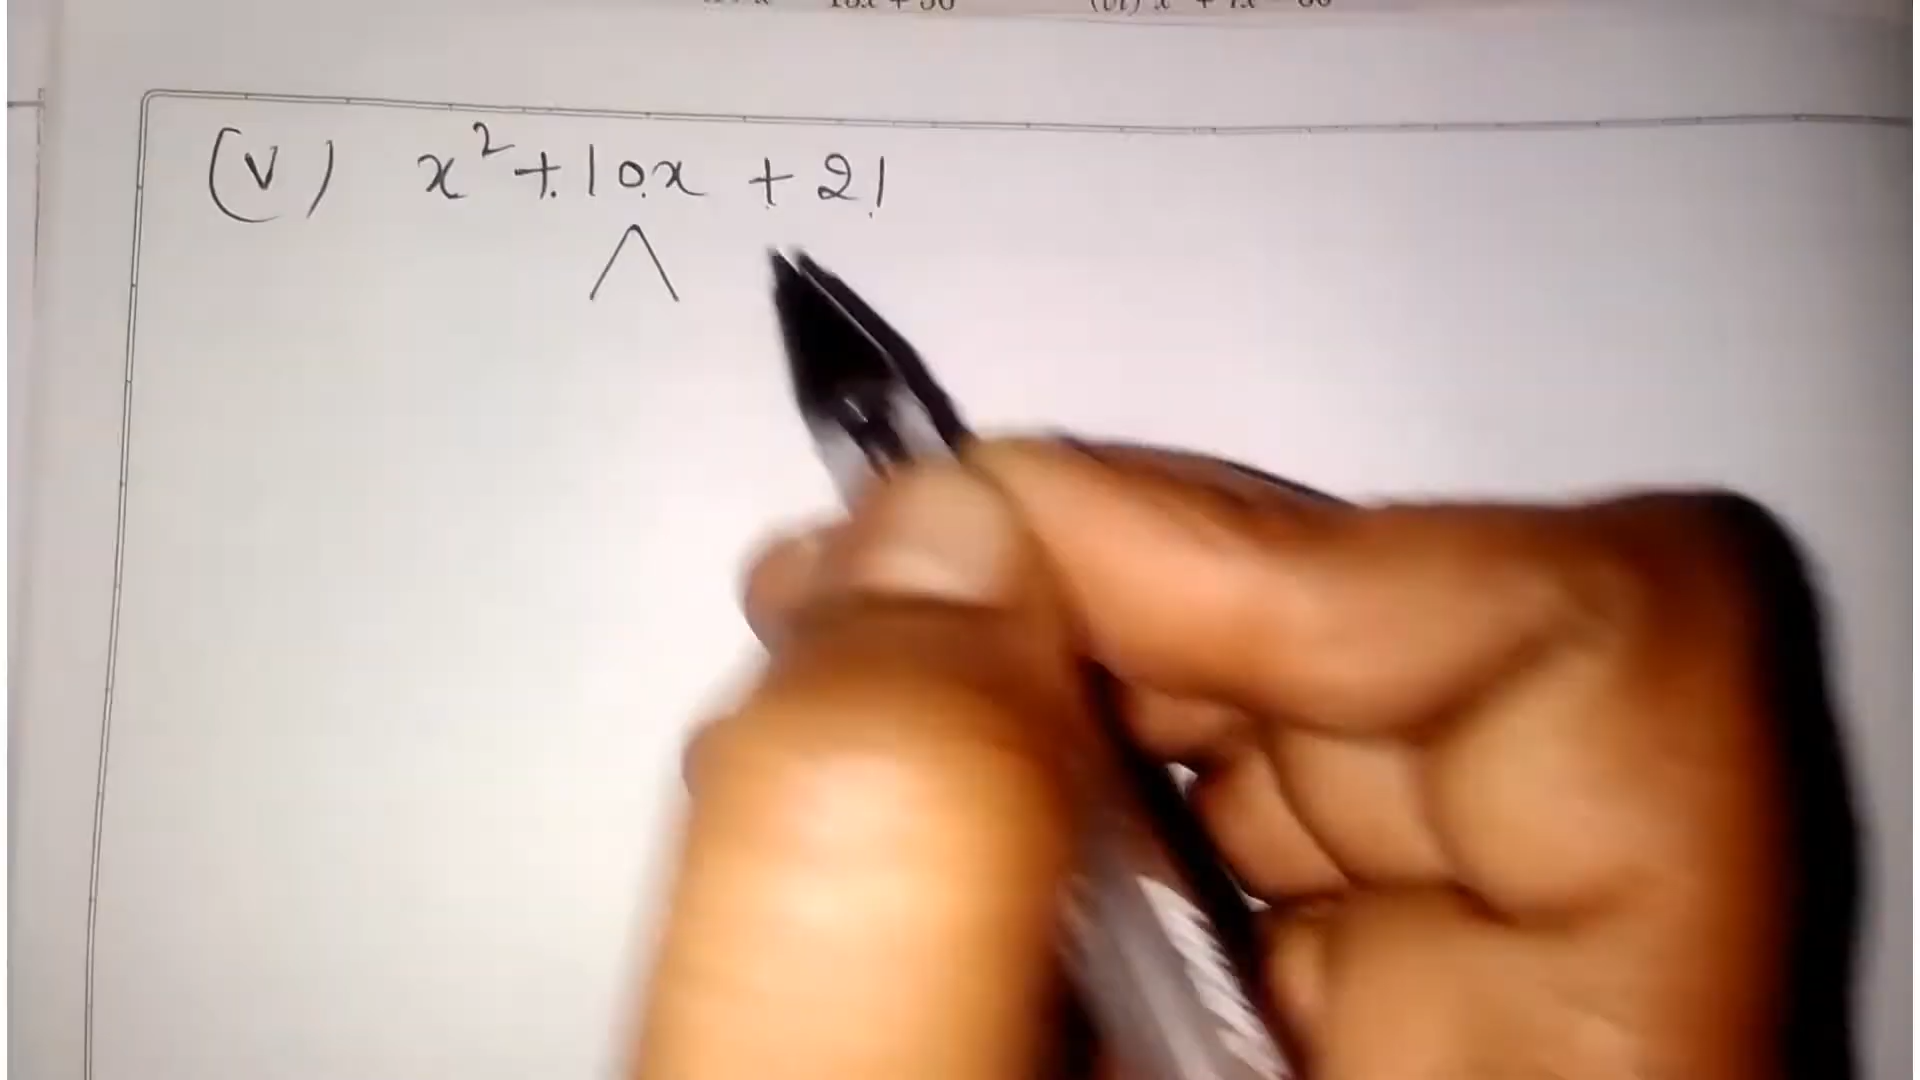 (V) x² + 10x + 21